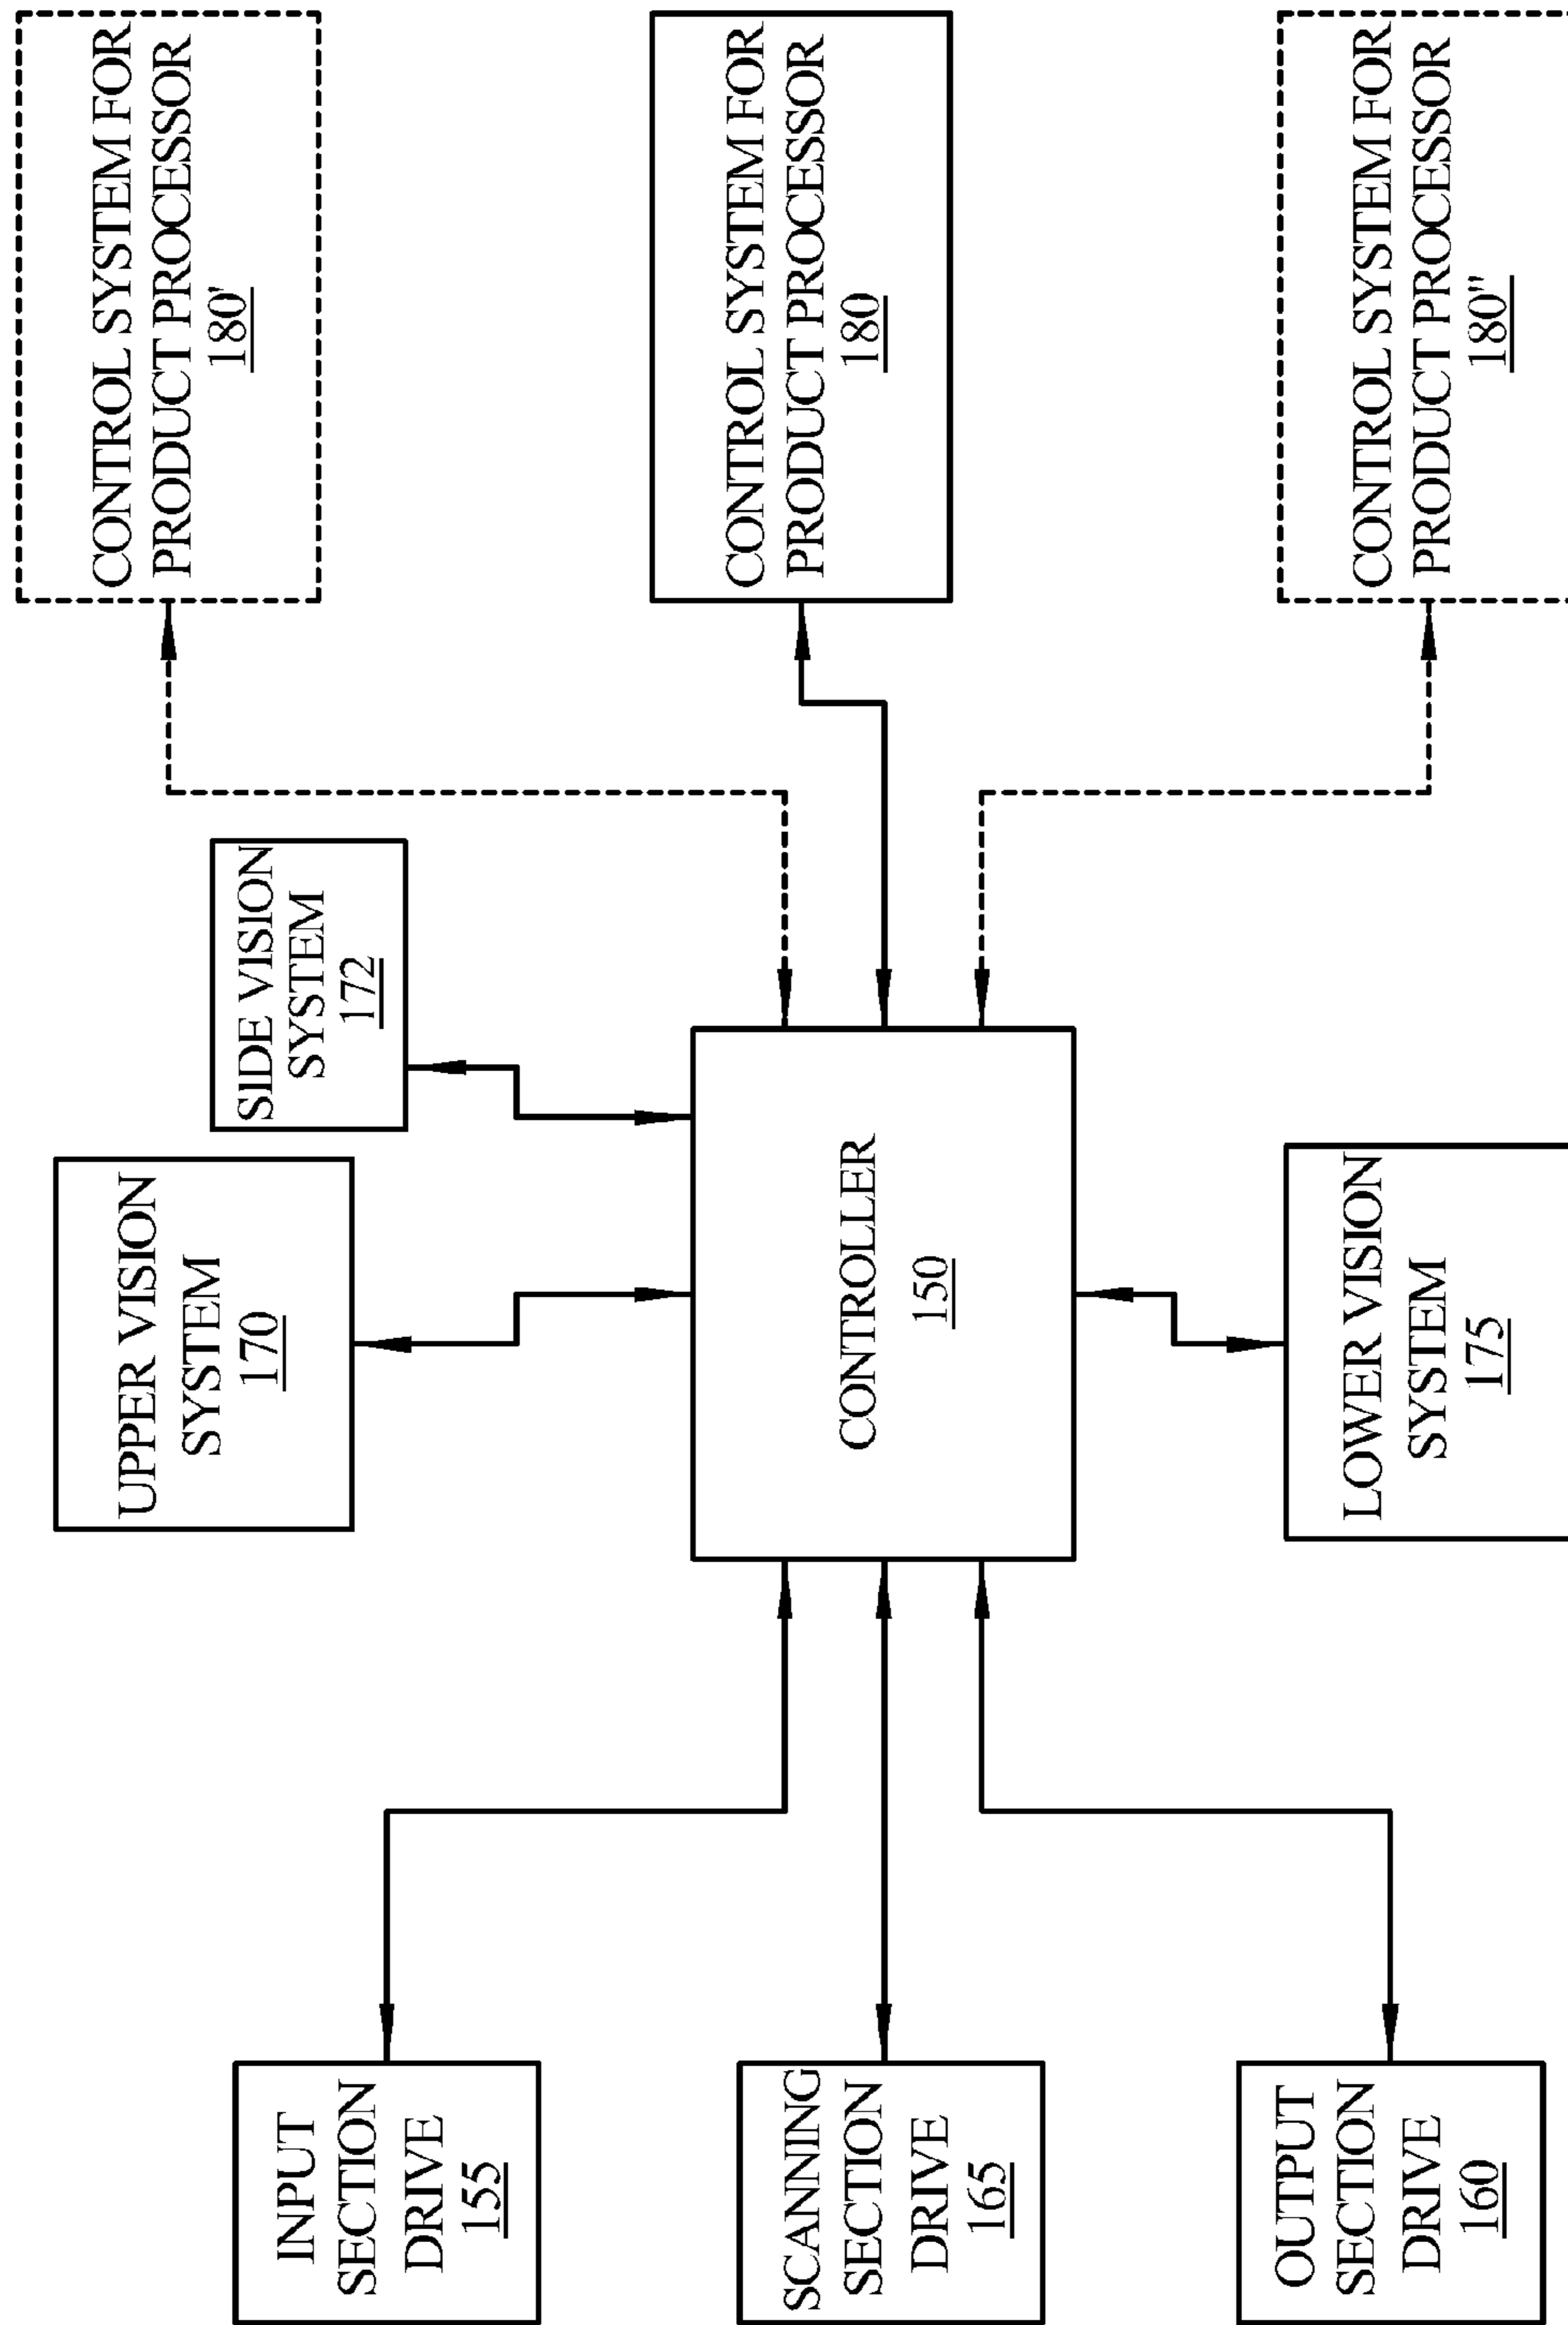 UPPER VISION
SYSTEM
170
SIDE VISION
SYSTEM
172
CONTROL SYSTEM FOR
PRODUCT PROCESSOR
180'
INPUT
SECTION
DRIVE
155
SCANNING
SECTION
DRIVE
165
CONTROLLER
150
CONTROL SYSTEM FOR
PRODUCT PROCESSOR
180
OUTPUT
SECTION
DRIVE
160
LOWER VISION
SYSTEM
175
CONTROL SYSTEM FOR
PRODUCT PROCESSOR
180"